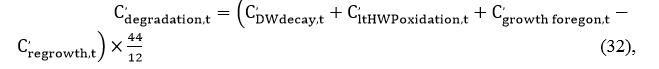 C′degradation,t = (C′DWdecay,t + C′ltHWPoxidation,t + C′growth foregon,t −
C′regrowth,t) × 44/12 (32),